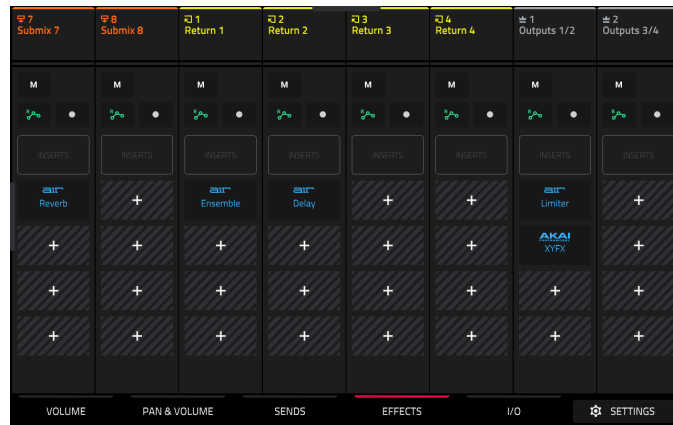 7
Submix 7
8
Submix 8
1
Return 1
2
Return 2
3
Return 3
4
Return 4
1
Outputs 1/2
2
Outputs 3/4
M M M M M M M M
R R R R R R R R
INSERTS INSERTS INSERTS INSERTS INSERTS INSERTS INSERTS INSERTS
air
Reverb
+
air
Ensemble
air
Delay
+
+
air
Limiter
+
+ + + + + +
AKAI
PROFESSIONAL
XYFX
+
+ + + + + + + +
+ + + + + + + +
VOLUME PAN & VOLUME SENDS EFFECTS I/O SETTINGS